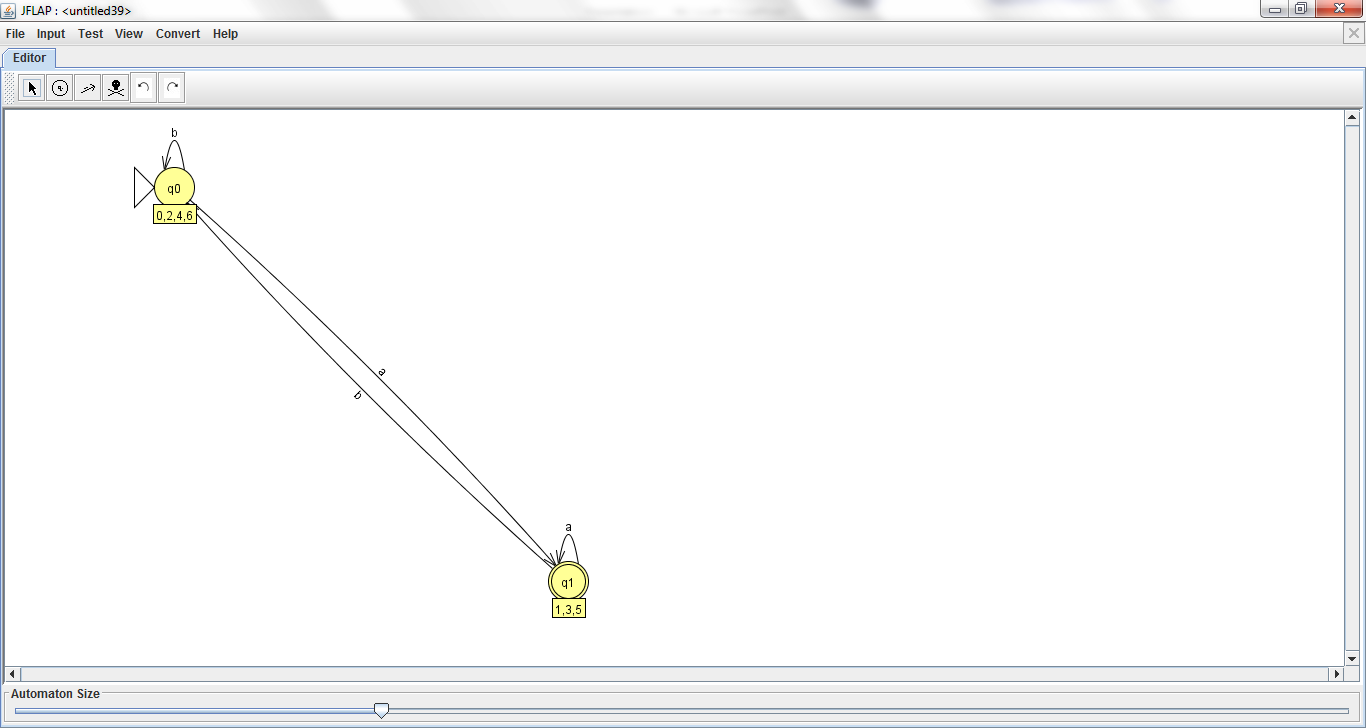 JFLAP : <untitled39>
File Input Test View Convert Help
Editor
b
q0
0,2,4,6
a
b
a
q1
1,3,5
Automaton Size